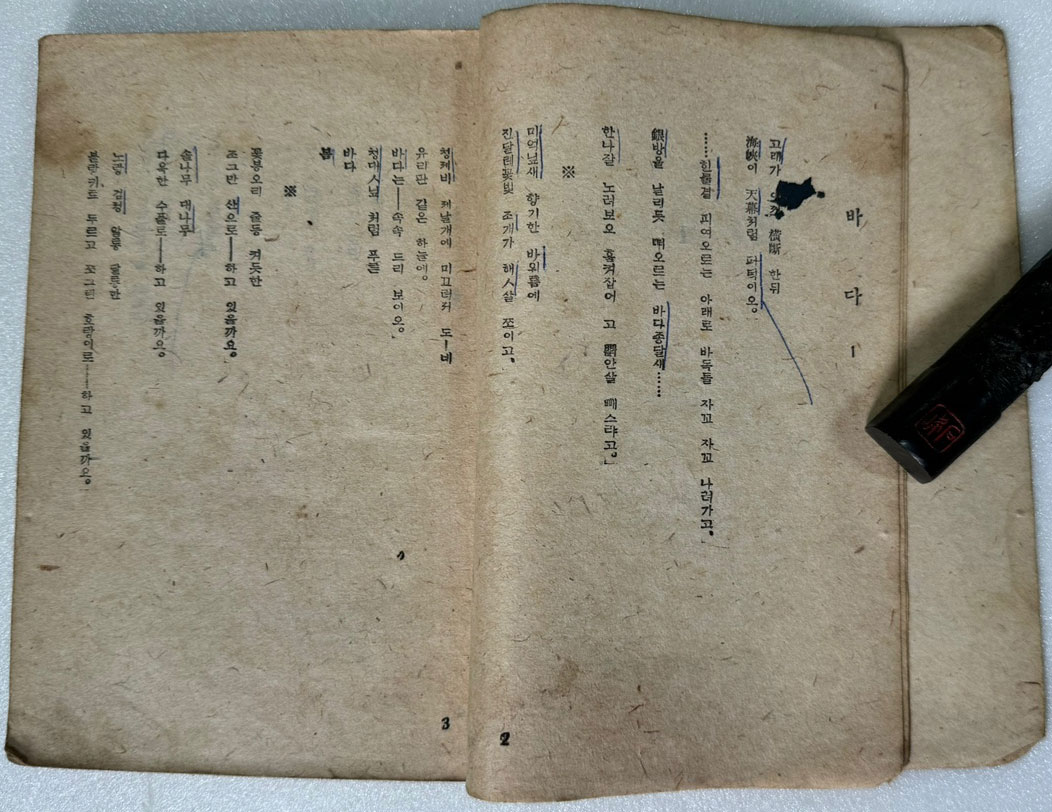 바다 1
고래가 橫斷 한뒤
海峽이 天幕처럼 퍼덕이오.
……힌물결 피여오르는 아래로 바독돌 자꼬 자꼬 나려가고,
銀방울 날리듯 떠오르는 바다종달새……
한나잘 노려보오 훔켜잡어 고 빩안살 빼스랴고.
※
미억닢새 향기한 바위틈에
진달레꽃빛 조개가 해人살 쪼이고,
2
청제비 제날개에 미끄러저 도—네
유리판 같은 하늘에.
바다는——속속 드리 보이오.
청대人닢 처럼 푸른
바다
봄
※
꽃봉오리 줄등 켜듯한
조그만 산으로——하고 있을까요.
솔나무 대나무
다옥한 수풀로——하고 있을까요.
노랑 검정 알롱 달롱한
블랑키트 두르고 쪼그린 호랑이로——하고 있을까요.
3